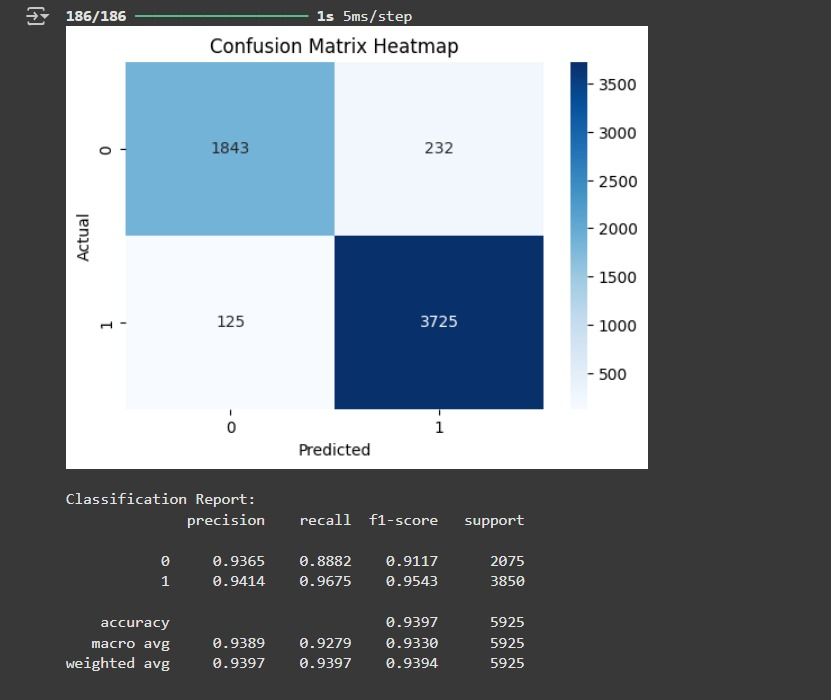 186/186 1s 5ms/step
Confusion Matrix Heatmap
3500
3000
2500
2000
1500
1000
500
Actual
0
1843
232
1
125
3725
0 1
Predicted
Classification Report:
precision recall f1-score support
0 0.9365 0.8882 0.9117 2075
1 0.9414 0.9675 0.9543 3850
accuracy 0.9397 5925
macro avg 0.9389 0.9279 0.9330 5925
weighted avg 0.9397 0.9397 0.9394 5925